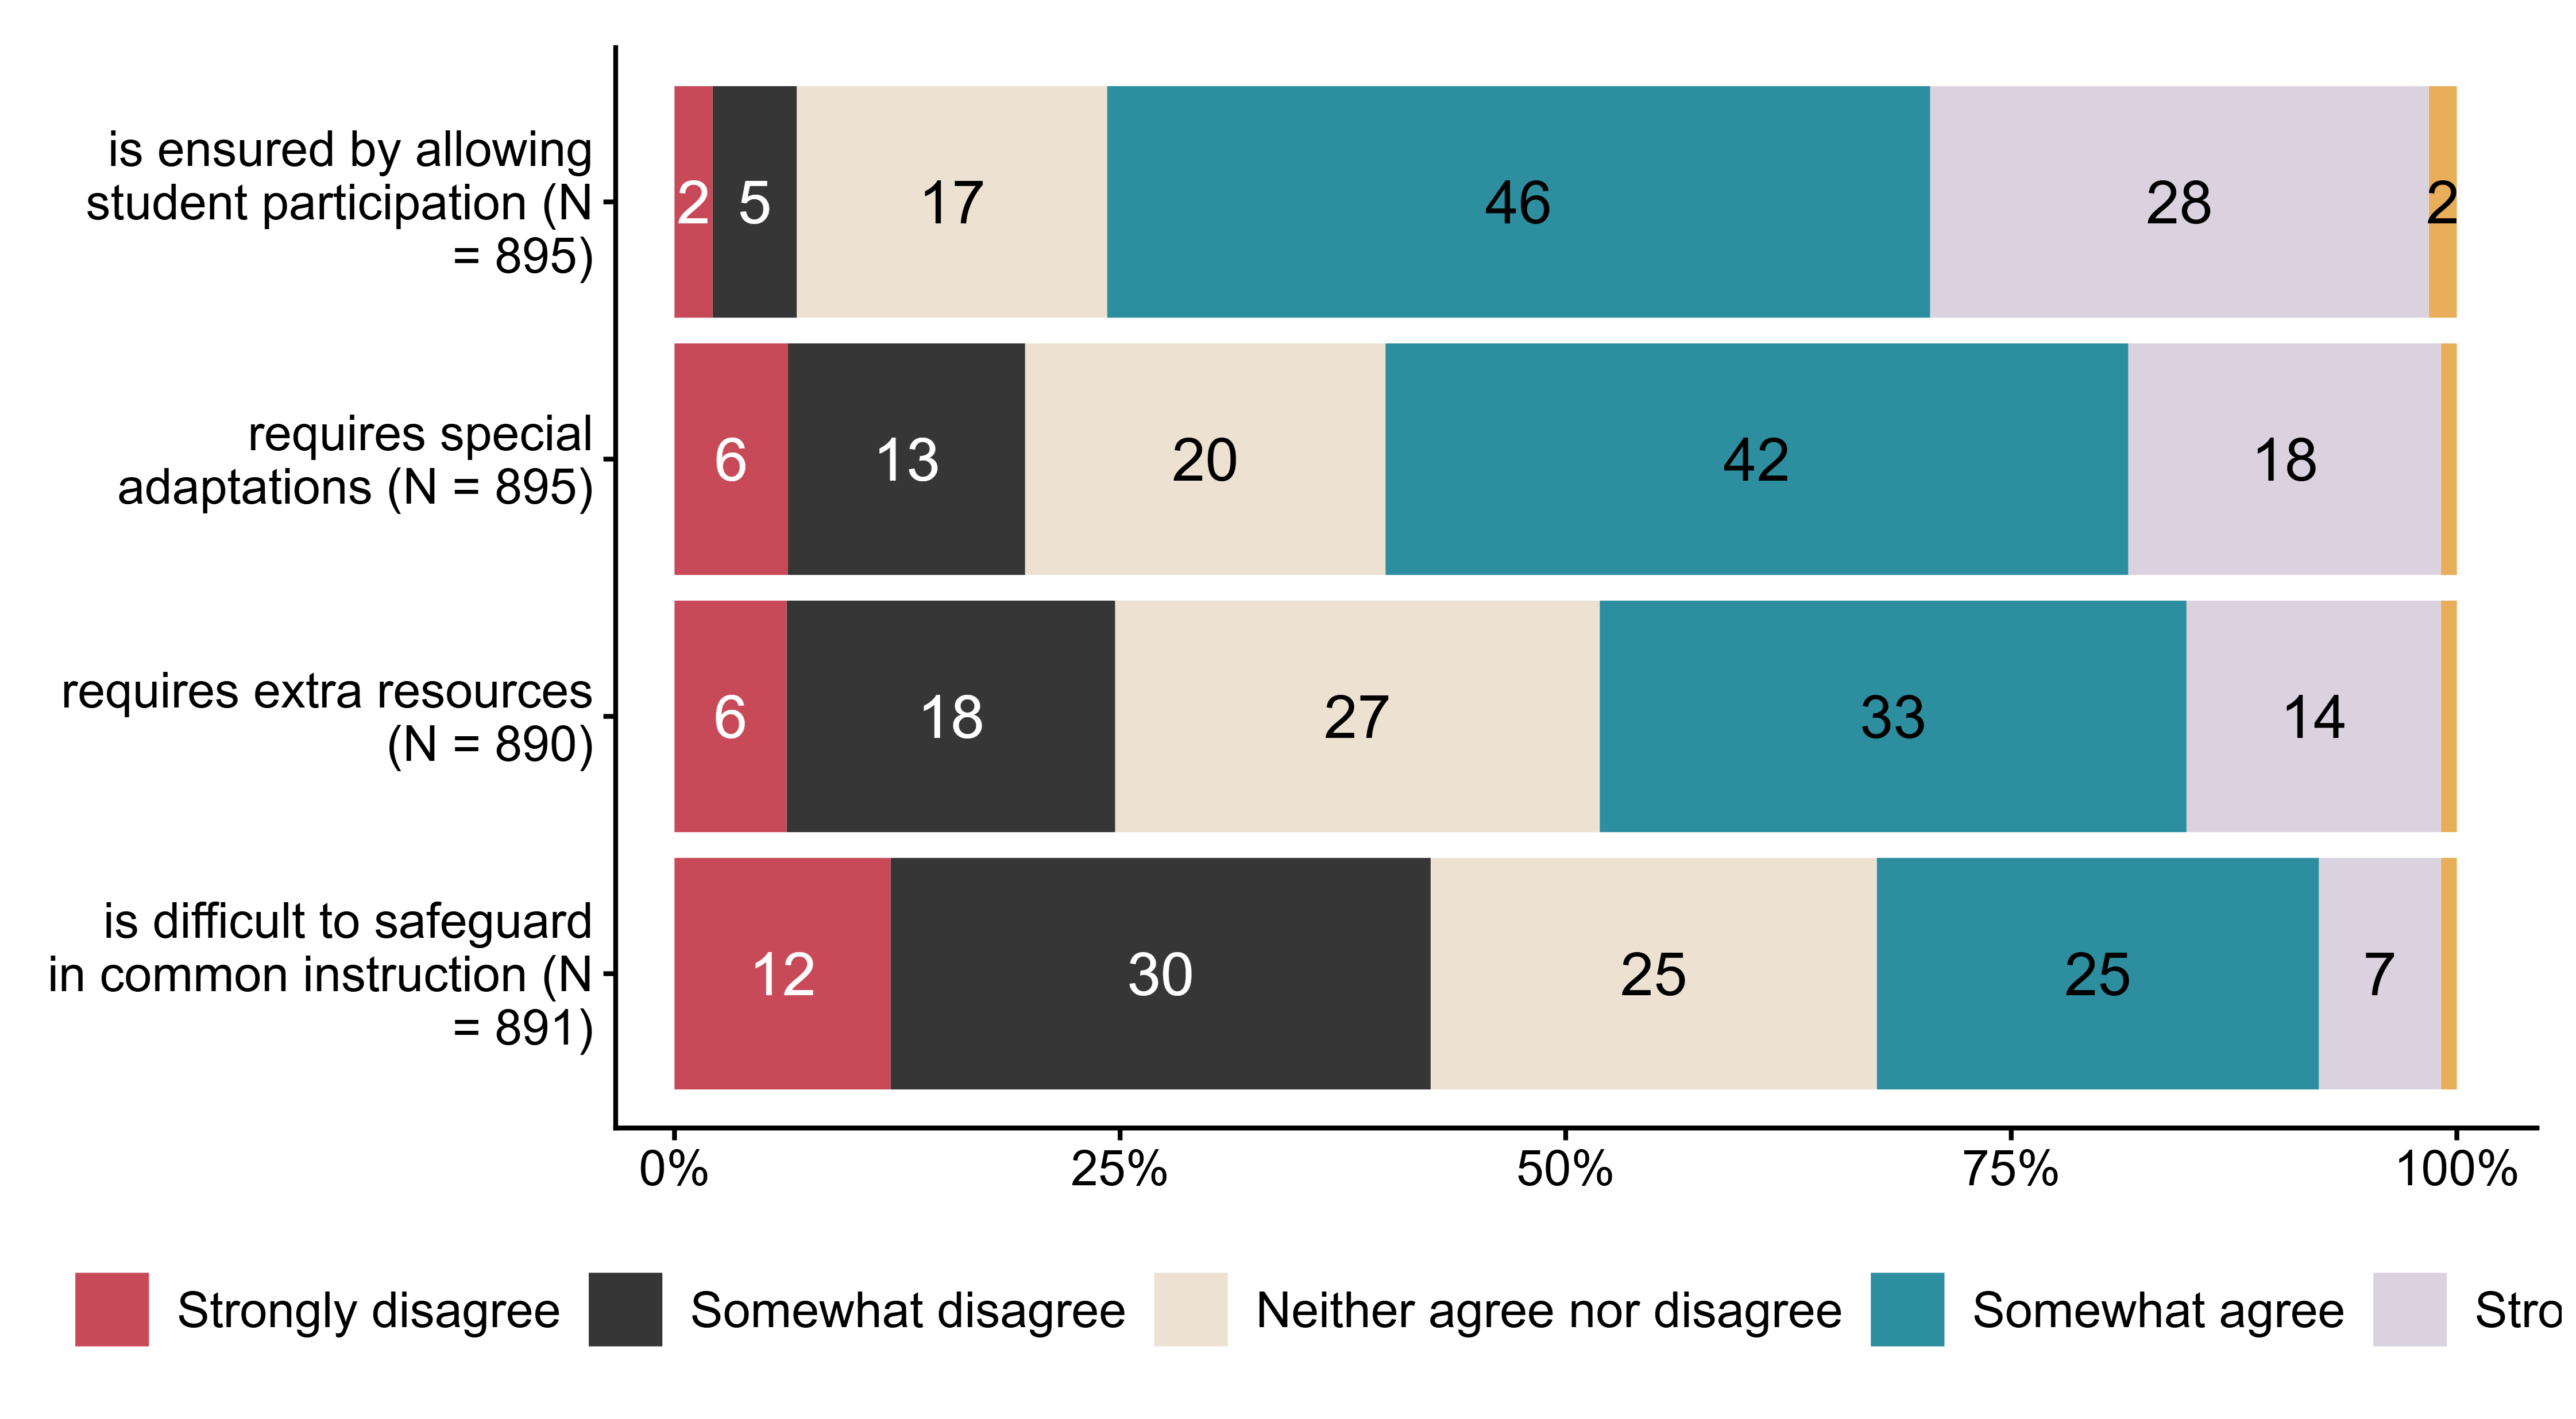 is ensured by allowing
student participation (N
= 895)
2 5 17 46 28 2
requires special
adaptations (N = 895)
6 13 20 42 18
requires extra resources
(N = 890)
6 18 27 33 14
is difficult to safeguard
in common instruction (N
= 891)
12 30 25 25 7
0% 25% 50% 75% 100%
Strongly disagree Somewhat disagree Neither agree nor disagree Somewhat agree Stro